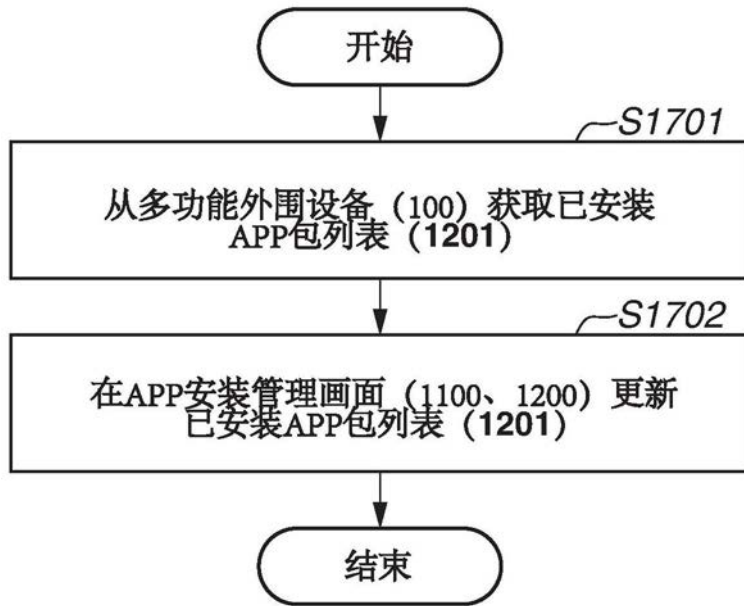 开始
S1701
从多功能外围设备（100）获取已安装
APP包列表（1201）
S1702
在APP安装管理画面（1100、1200）更新
已安装APP包列表（1201）
结束